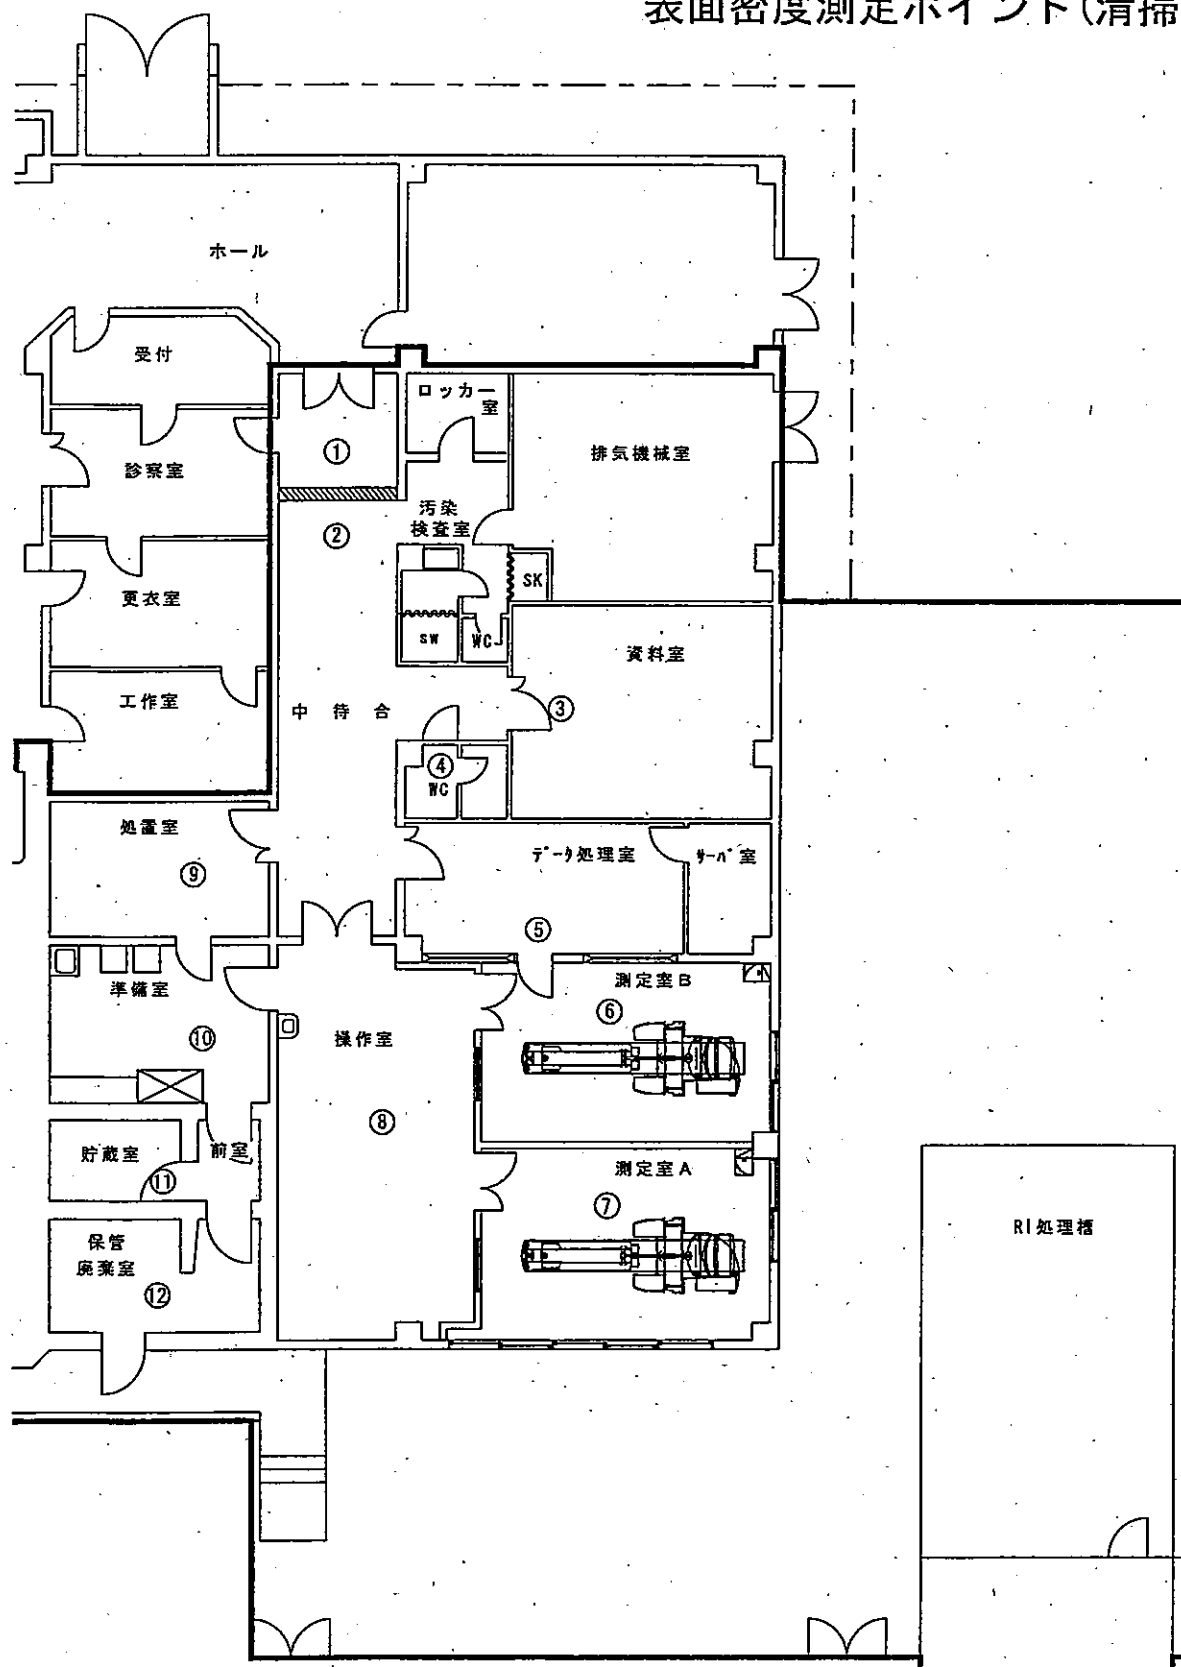 表面密度測定ポイント(清掃
ホール
受付
ロッカー
室
①
診察室
排気機械室
汚染
検査室
②
SK
更衣室
SW
WC
資料室
工作室
中 待 合
③
④
WC
処置室
データ処理室
サーバ室
⑨
⑤
準備室
測定室B
⑥
⑩
操作室
⑧
貯蔵室
前室
⑪
測定室A
⑦
保管
廃棄室
⑫
RI処理槽